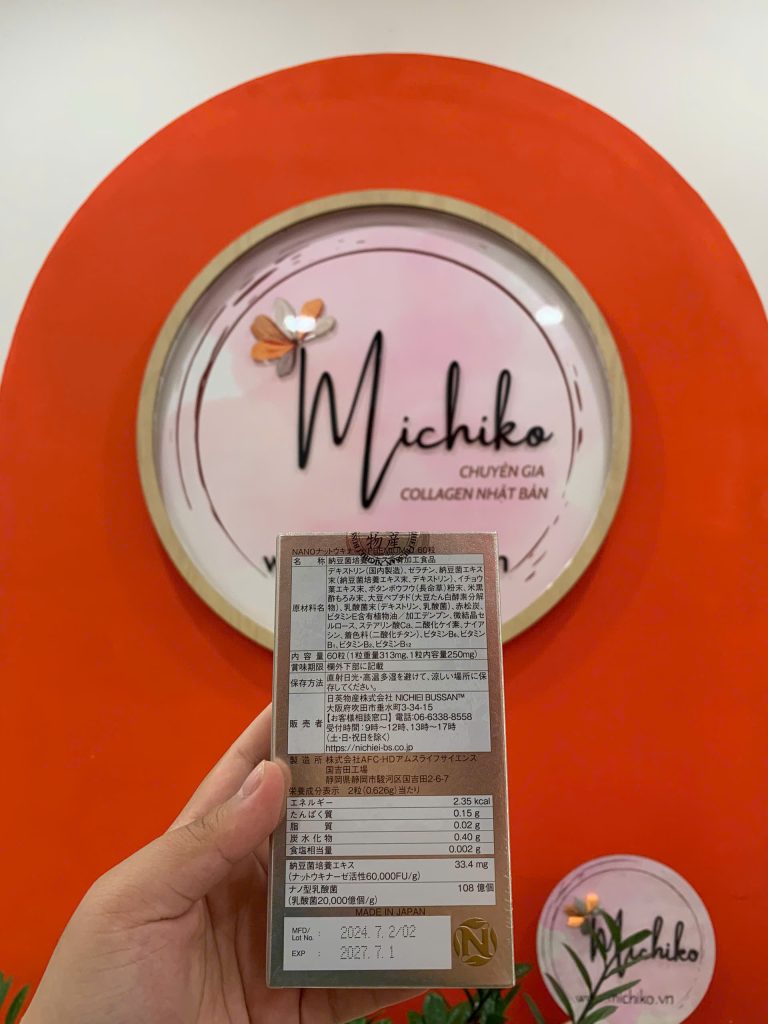 Michiko
CHUYÊN GIA
COLLAGEN NHẬT BẢN
物産
NANOナットウキ 60粒
名 称 納豆菌培養エキス含有加工食品
原材料名 デキストリン(国内製造)、ゼラチン、納豆菌エキス
末(納豆菌培養エキス末、デキストリン)、イチョウ
葉エキス末、ボタンボウフウ(長命草)粉末、米黒
酢もろみ末、大豆ペプチド(大豆たん白酵素分解
物)、乳酸菌末(デキストリン、乳酸菌)、赤松炭、
ビタミンE含有植物油/加工デンプン、微結晶セ
ルロース、ステアリン酸Ca、二酸化ケイ素、ナイア
シン、着色料(二酸化チタン)、ビタミンB₆、ビタミン
B₁、ビタミンB₂、ビタミンB₁₂
内 容 量 60粒(1粒重量313mg、1粒内容量250mg)
賞味期限 欄外下部に記載
保存方法 直射日光・高温多湿を避けて、涼しい場所に保
存してください。
販 売 者 日英物産株式会社 NICHIEI BUSSAN™
大阪府吹田市垂水町3-34-15
【お客様相談窓口】 電話:06-6338-8558
受付時間:9時〜12時、13時〜17時
(土・日・祝日を除く)
https://nichiei-bs.co.jp
製 造 所 株式会社AFC-HDアムスライフサイエンス
国吉田工場
静岡県静岡市駿河区国吉田2-6-7
栄養成分表示 2粒(0.626g)当たり
エネルギー 2.35 kcal
たんぱく質 0.15 g
脂 質 0.02 g
炭水化物 0.40 g
食塩相当量 0.002 g
納豆菌培養エキス 33.4 mg
(ナットウキナーゼ活性60,000FU/g)
ナノ型乳酸菌 108 億個
(乳酸菌20,000億個/g)
MADE IN JAPAN
MFD/
Lot No. : 2024. 7. 2/02
EXP : 2027. 7. 1
N
Michiko
www.michiko.vn